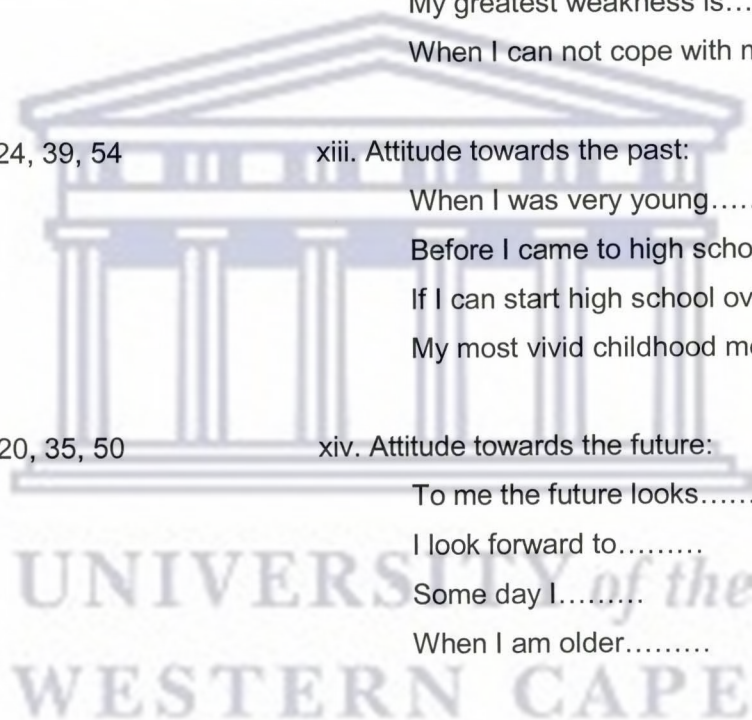 My greatest weakness is...
When I can not cope with
24, 39, 54 xiii. Attitude towards the past:
When I was very young....
Before I came to high
If I can start high school
My most vivid childhood
20, 35, 50 xiv. Attitude towards the future:
To me the future looks......
I look forward to.........
Some day I.........
When I am older.........
UNIVERSITY of the
WESTERN CAPE